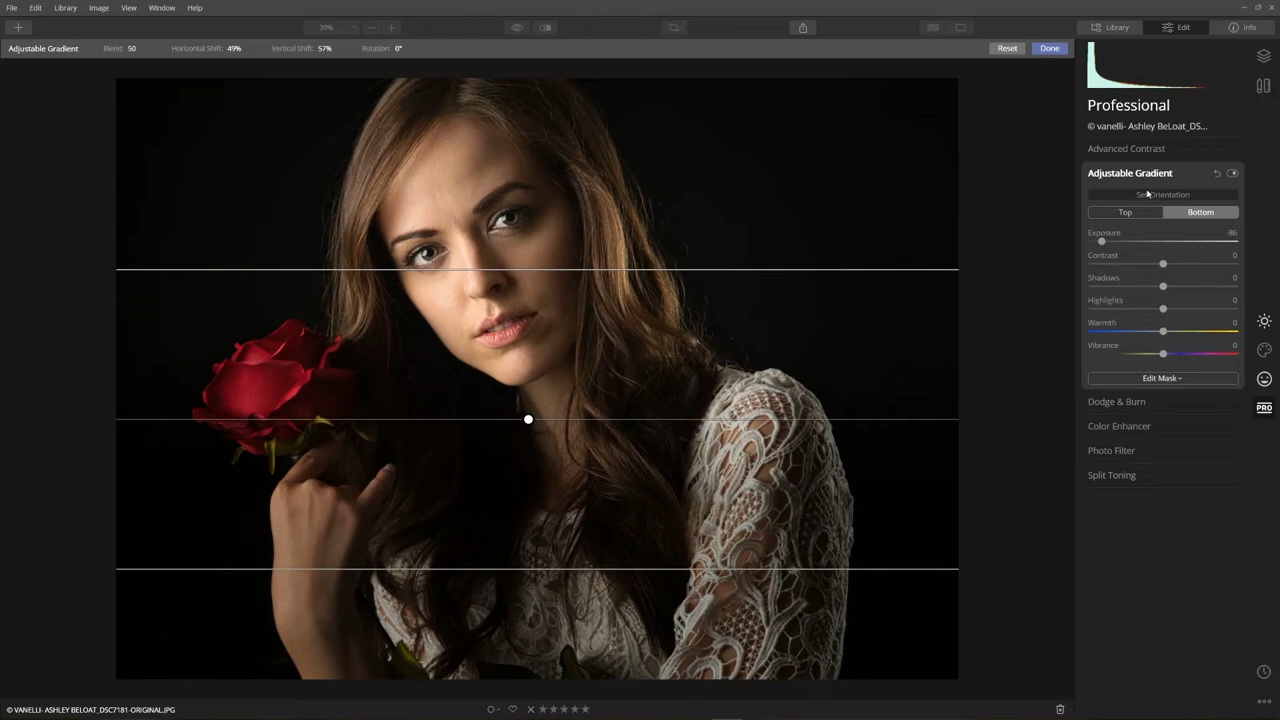 File Edit Library Image View Window Help
39%
Library Edit Info
Adjustable Gradient Blend: 50 Horizontal Shift: 49% Vertical Shift: 57% Rotation: 0° Reset Done
Professional
© vanelli- Ashley BeLoat_DS...
Advanced Contrast
Adjustable Gradient
Set Orientation
Top Bottom
Exposure -86
Contrast 0
Shadows 0
Highlights 0
Warmth 0
Vibrance 0
Edit Mask
Dodge & Burn
Color Enhancer
PRO
Photo Filter
Split Toning
© VANELLI- ASHLEY BELOAT_DSC7181-ORIGINAL.JPG